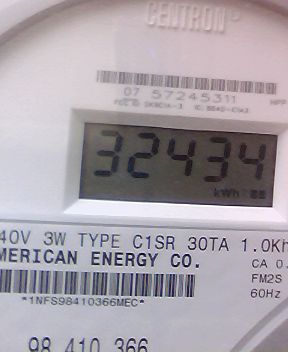 CENTRON®
07 57245311
32434
kWh
40V 3W TYPE C1SR 30TA 1.0Kh
MERICAN ENERGY CO.
CA 0.
FM2S
60Hz
*1NFS98410366MEC*
98 410 366